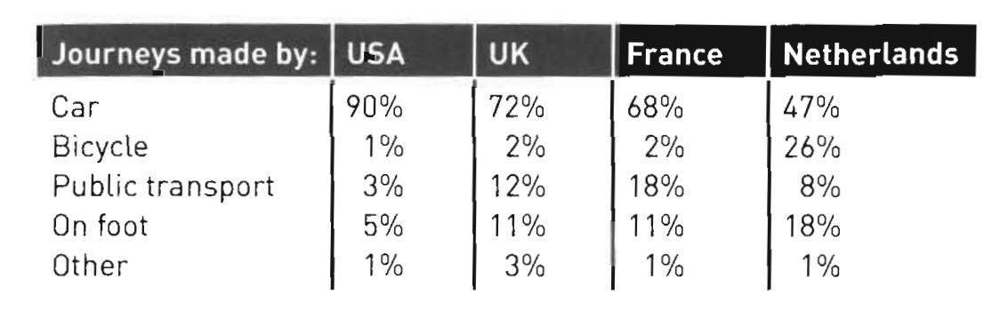 Journeys made by: USA UK France Netherlands
Car 90% 72% 68% 47%
Bicycle 1% 2% 2% 26%
Public transport 3% 12% 18% 8%
On foot 5% 11% 11% 18%
Other 1% 3% 1% 1%